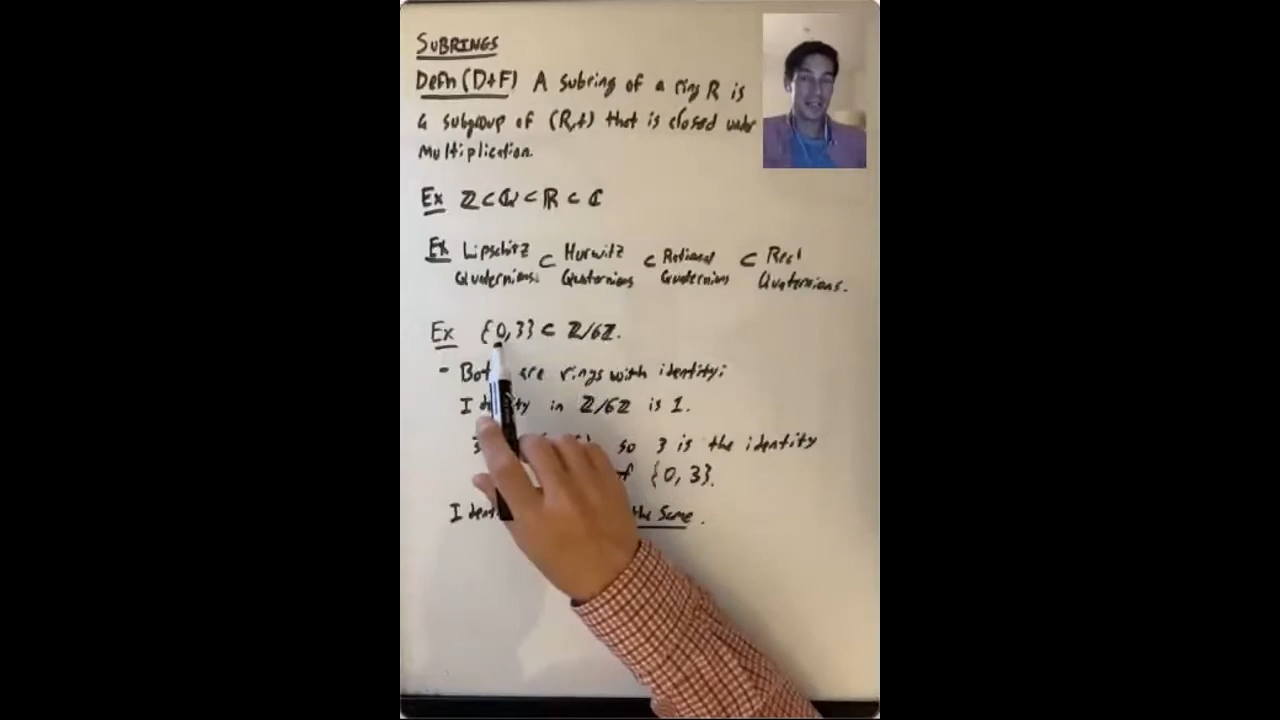 SUBRINGS
Defn (D+F) A subring of a ring R is
a subgroup of (R,+) that is closed under
multiplication.
Ex ℤ ⊂ ℚ ⊂ ℝ ⊂ ℂ
Ex Lipschitz ⊂ Hurwitz ⊂ Rational ⊂ Real
Quaternions Quaternions Quaternions Quaternions.
Ex {0,3} ⊂ ℤ/6ℤ.
- Both are rings with identity:
in ℤ/6ℤ is 1.
so 3 is the identity
of {0,3}.
the same.